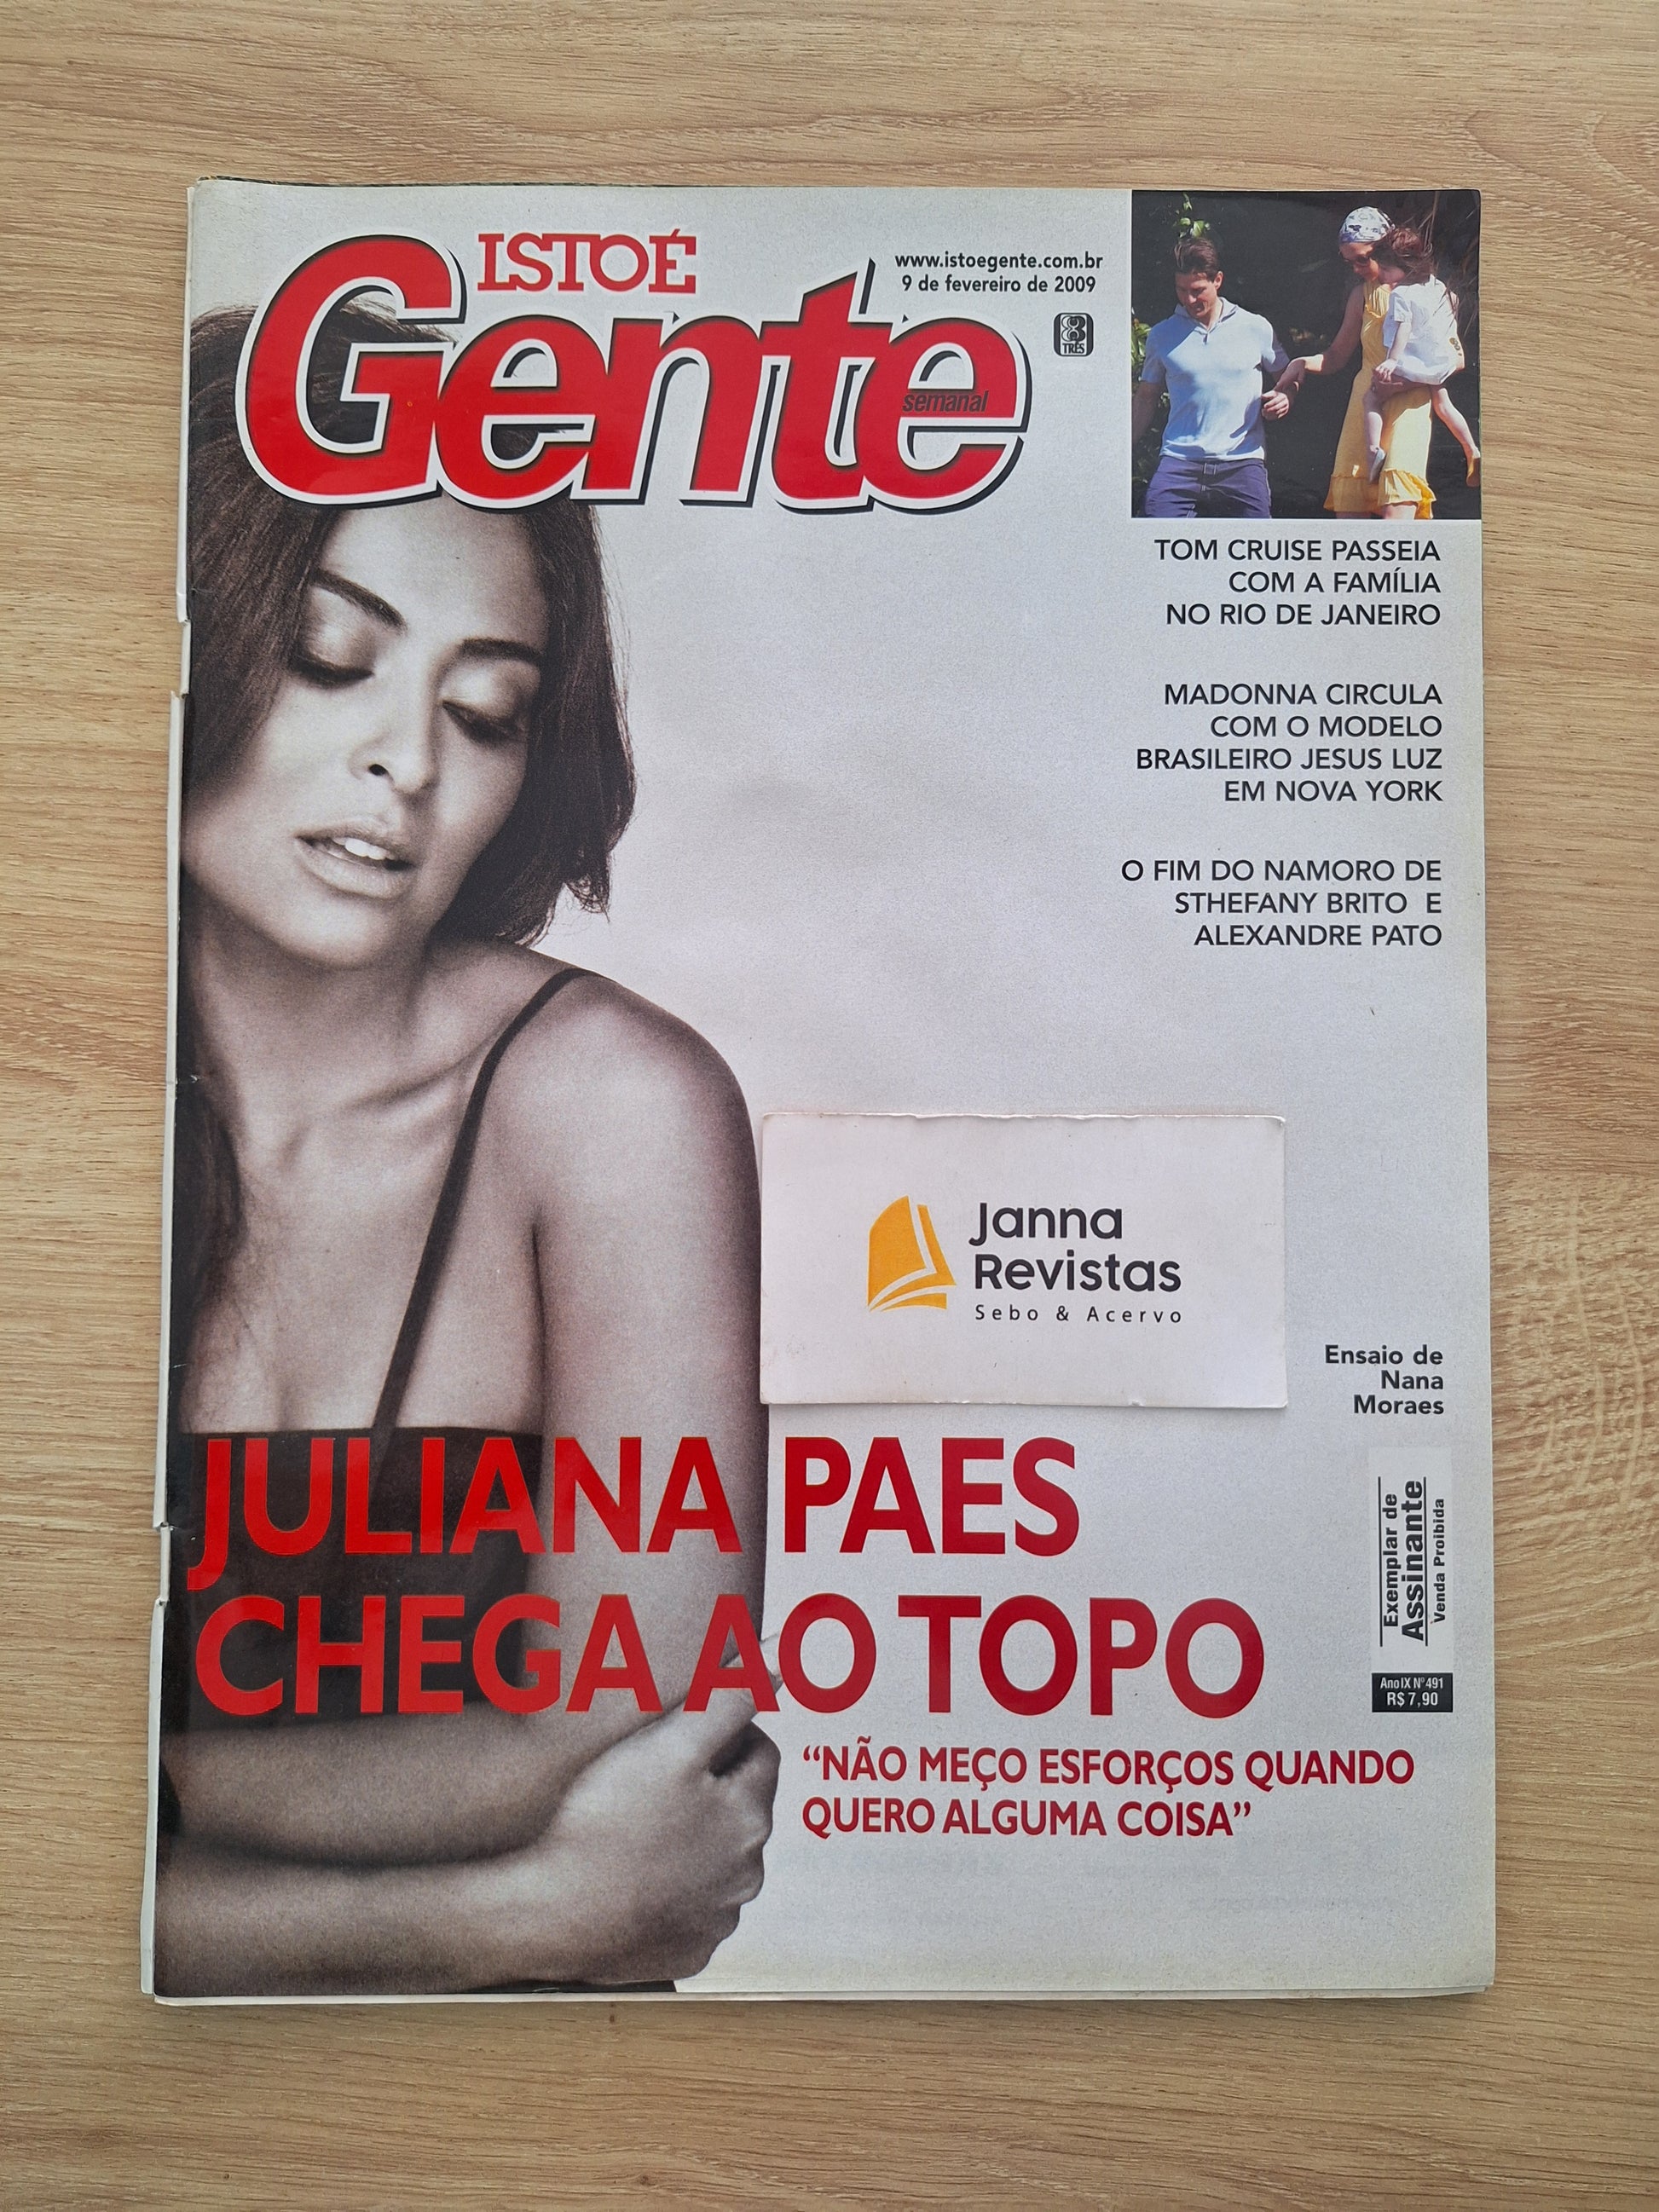 ISTOÉ
Gente
semanal
www.istoegente.com.br
9 de fevereiro de 2009
3
TRÊS
TOM CRUISE PASSEIA
COM A FAMÍLIA
NO RIO DE JANEIRO
MADONNA CIRCULA
COM O MODELO
BRASILEIRO JESUS LUZ
EM NOVA YORK
O FIM DO NAMORO DE
STHEFANY BRITO E
ALEXANDRE PATO
Janna
Revistas
Sebo & Acervo
Ensaio de
Nana
Moraes
JULIANA PAES
CHEGA AO TOPO
“NÃO MEÇO ESFORÇOS QUANDO
QUERO ALGUMA COISA”
Exemplar de
Assinante
Venda Proibida
Ano IX Nº 491
R$ 7,90